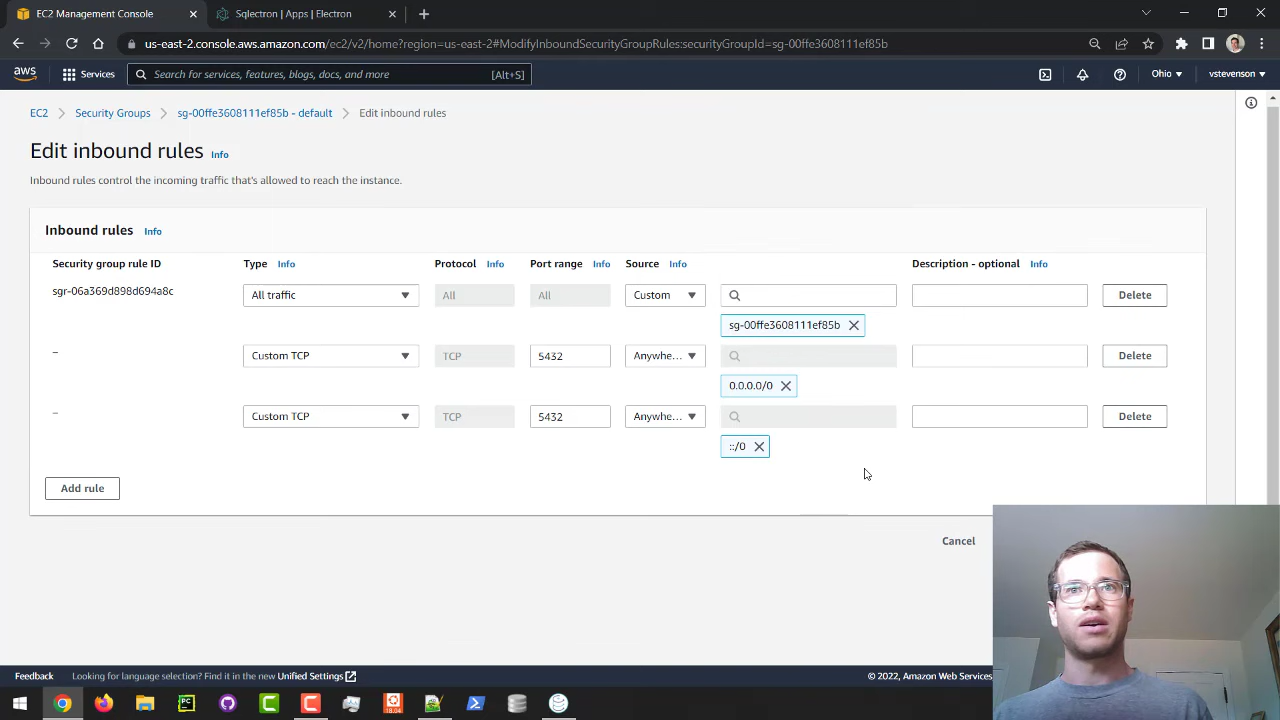 EC2 Management Console
Sqlectron | Apps | Electron
us-east-2.console.aws.amazon.com/ec2/v2/home?region=us-east-2#ModifyInboundSecurityGroupRules:securityGroupId=sg-00ffe3608111ef85b
aws Services Search for services, features, blogs, docs, and more [Alt+S] Ohio vstevenson
EC2 Security Groups sg-00ffe3608111ef85b - default Edit inbound rules
Edit inbound rules Info
Inbound rules control the incoming traffic that's allowed to reach the instance.
Inbound rules Info
Security group rule ID Type Info Protocol Info Port range Info Source Info Description - optional Info
sgr-06a369d898d694a8c All traffic All All Custom Delete
sg-00ffe3608111ef85b
– Custom TCP TCP 5432 Anywhe... Delete
0.0.0.0/0
– Custom TCP TCP 5432 Anywhe... Delete
::/0
Add rule
Cancel
Feedback Looking for language selection? Find it in the new Unified Settings © 2022, Amazon Web Services
PC
18.04